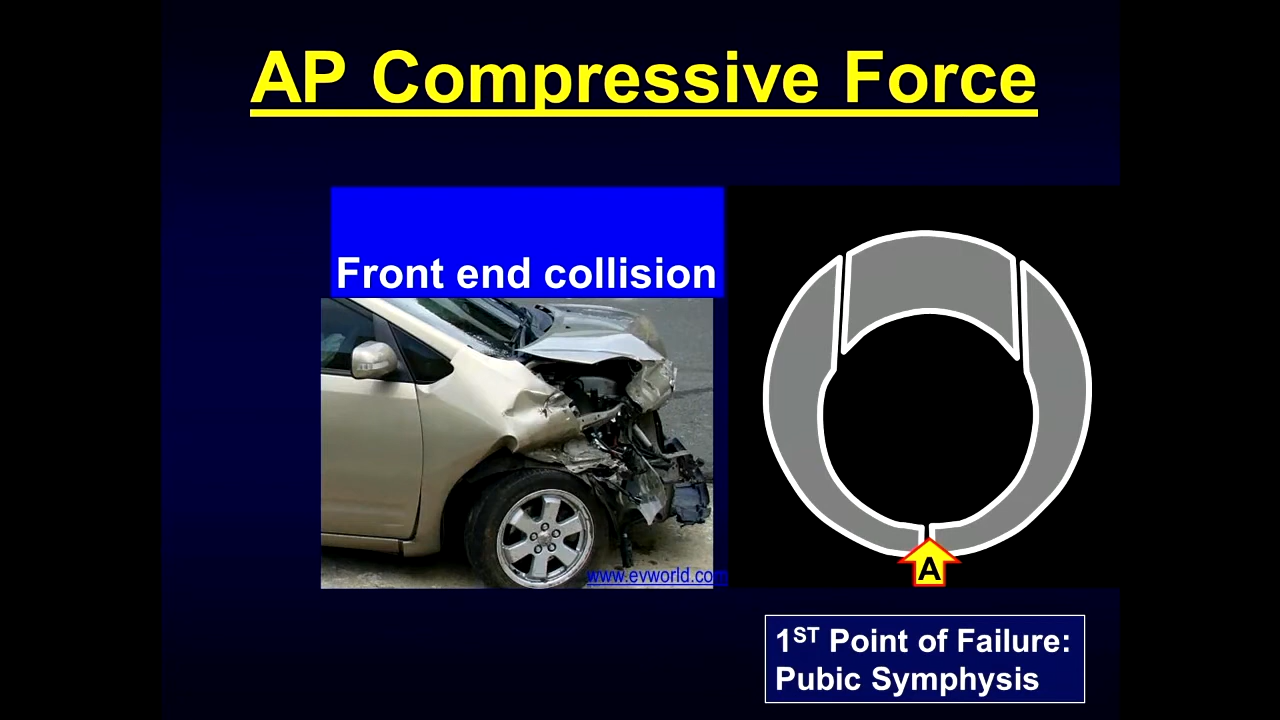 AP Compressive Force
Front end collision
www.evworld.com
A
1ST Point of Failure:
Pubic Symphysis